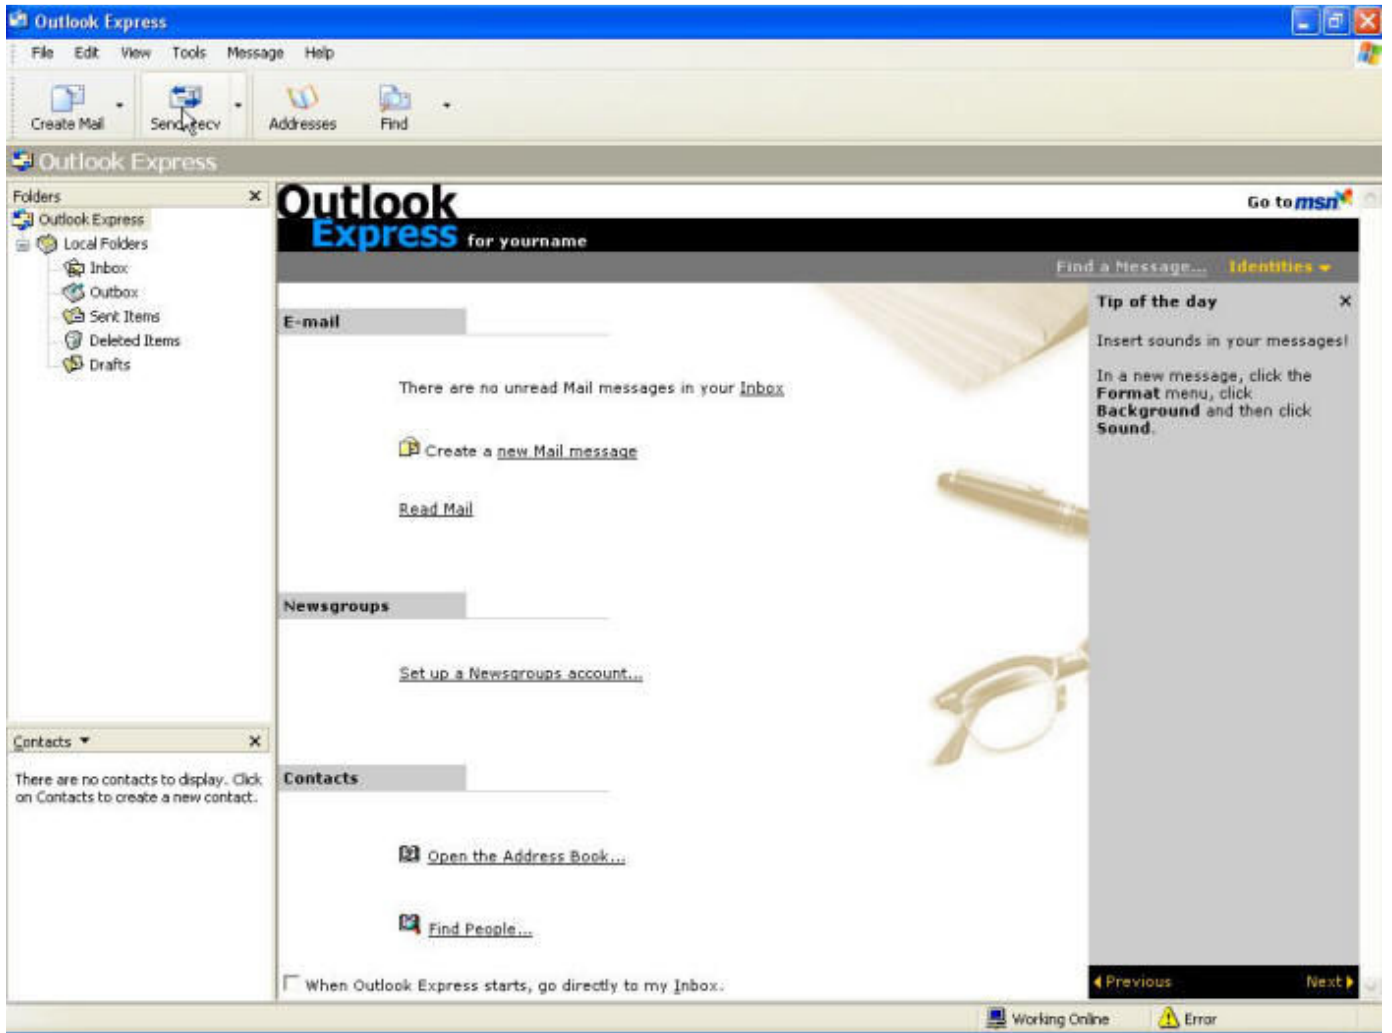 Outlook Express
File Edit View Tools Message Help
Create Mail Send/Recv Addresses Find
Outlook Express
Folders
Outlook Express
Local Folders
Inbox
Outbox
Sent Items
Deleted Items
Drafts
Contacts
There are no contacts to display. Click
on Contacts to create a new contact.
Outlook
Express for yourname
Go to msn
Find a Message... Identities
E-mail
There are no unread Mail messages in your Inbox
Create a new Mail message
Read Mail
Newsgroups
Set up a Newsgroups account...
Contacts
Open the Address Book...
Find People...
When Outlook Express starts, go directly to my Inbox.
Tip of the day
Insert sounds in your messages!
In a new message, click the
Format menu, click
Background and then click
Sound.
Previous Next
Working Online Error